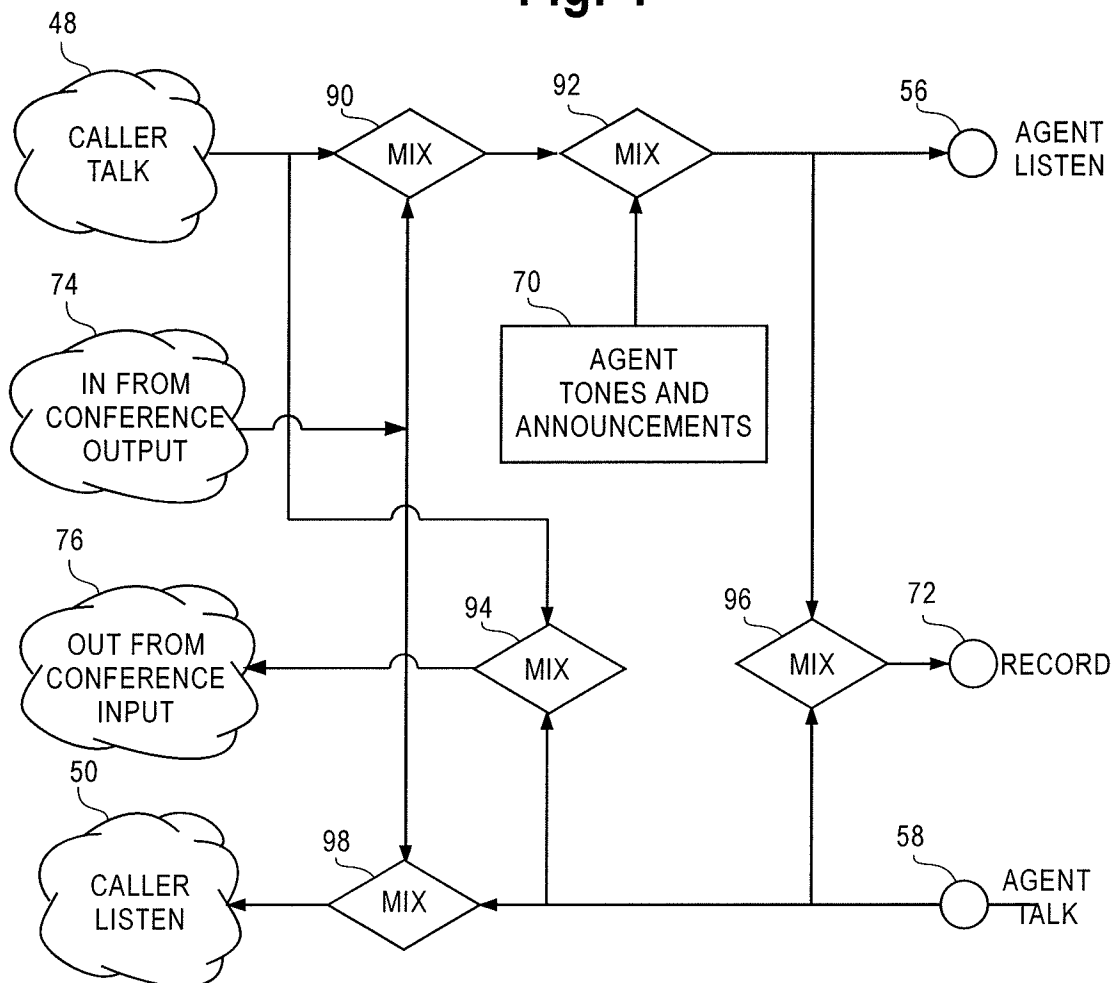 48
CALLER
TALK
90
MIX
92
MIX
56
AGENT
LISTEN
74
IN FROM
CONFERENCE
OUTPUT
70
AGENT
TONES AND
ANNOUNCEMENTS
76
OUT FROM
CONFERENCE
INPUT
94
MIX
96
MIX
72
RECORD
50
CALLER
LISTEN
98
MIX
58
AGENT
TALK